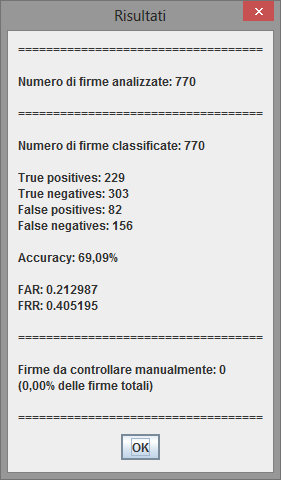 Risultati
==================================
Numero di firme analizzate: 770
==================================
Numero di firme classificate: 770
True positives: 229
True negatives: 303
False positives: 82
False negatives: 156
Accuracy: 69,09%
FAR: 0.212987
FRR: 0.405195
==================================
Firme da controllare manualmente: 0
(0,00% delle firme totali)
==================================
OK